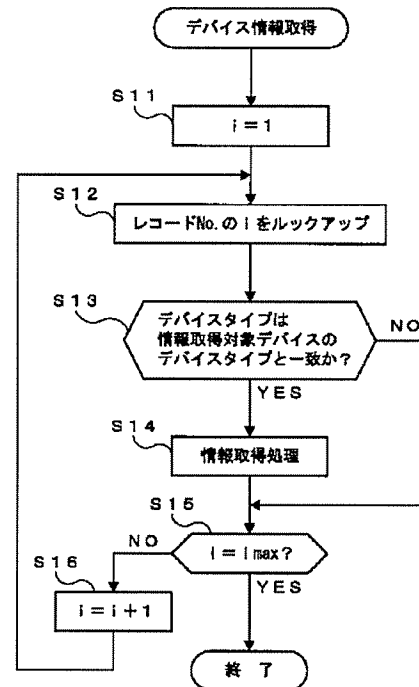 デバイス情報取得
S11
i=1
S12
レコードNo.のiをルックアップ
S13
デバイスタイプは
情報取得対象デバイスの
デバイスタイプと一致か?
NO
YES
S14
情報取得処理
S15
i=imax?
NO
YES
S16
i=i+1
終 了